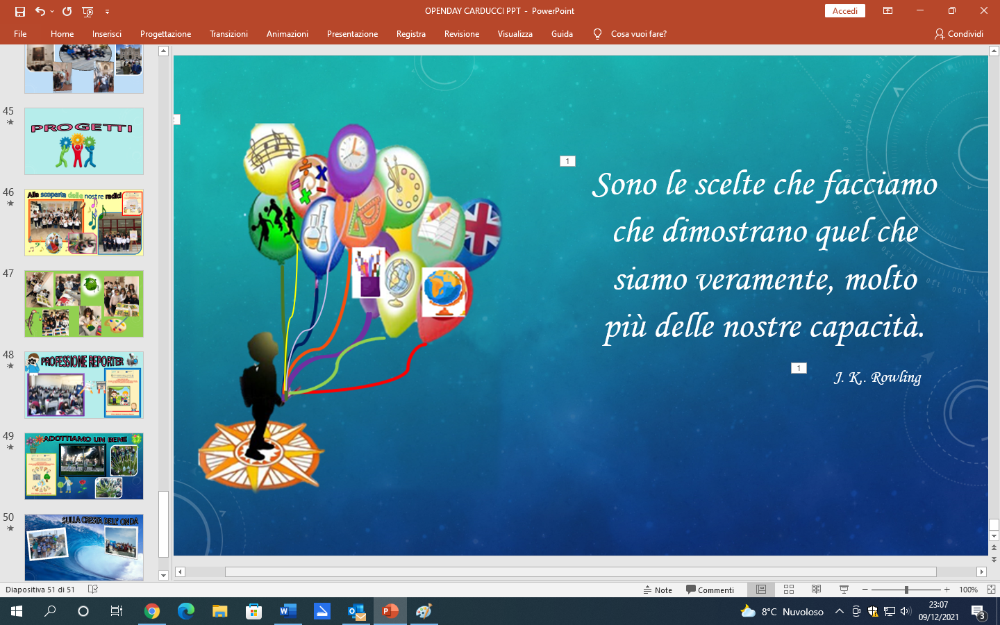 OPENDAY CARDUCCI PPT - PowerPoint
Accedi
File Home Inserisci Progettazione Transizioni Animazioni Presentazione Registra Revisione Visualizza Guida Cosa vuoi fare? Condividi
45
PROGETTI
46
Alla scoperta delle nostre radici
47
48
PROFESSIONE REPORTER
49
ADOTTIAMO UN BENE
50
SULLA CRESTA DELL' ONDA
1
Sono le scelte che facciamo
che dimostrano quel che
siamo veramente, molto
più delle nostre capacità.
1
J. K.. Rowling
Diapositiva 51 di 51
Note Commenti 100%
8°C Nuvoloso
23:07
09/12/2021
3